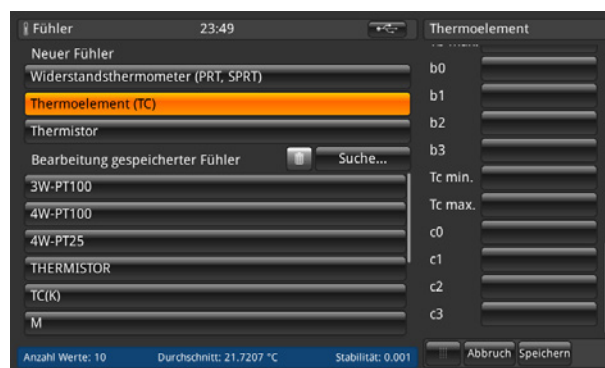 Fühler 23:49
Neuer Fühler
Widerstandsthermometer (PRT, SPRT)
Thermoelement (TC)
Thermistor
Bearbeitung gespeicherter Fühler Suche...
3W-PT100
4W-PT100
4W-PT25
THERMISTOR
TC(K)
M
Anzahl Werte: 10 Durchschnitt: 21.7207 °C Stabilität: 0.001
Thermoelement
b0
b1
b2
b3
Tc min.
Tc max.
c0
c1
c2
c3
Abbruch Speichern